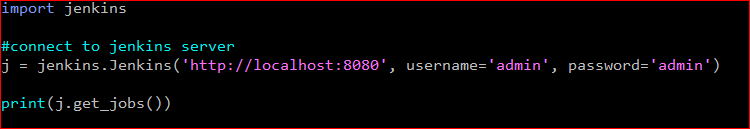 import jenkins
#connect to jenkins server
j = jenkins.Jenkins('http://localhost:8080', username='admin', password='admin')
print(j.get_jobs())